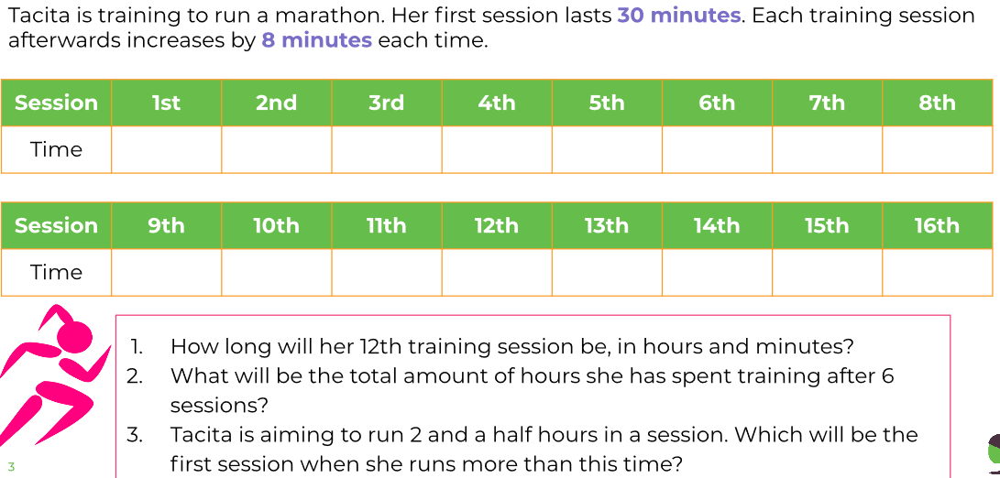 Tacita is training to run a marathon. Her first session lasts 30 minutes. Each training session
afterwards increases by 8 minutes each time.
Session 1st 2nd 3rd 4th 5th 6th 7th 8th
Time
Session 9th 10th 11th 12th 13th 14th 15th 16th
Time
1. How long will her 12th training session be, in hours and minutes?
2. What will be the total amount of hours she has spent training after 6
sessions?
3. Tacita is aiming to run 2 and a half hours in a session. Which will be the
first session when she runs more than this time?
3